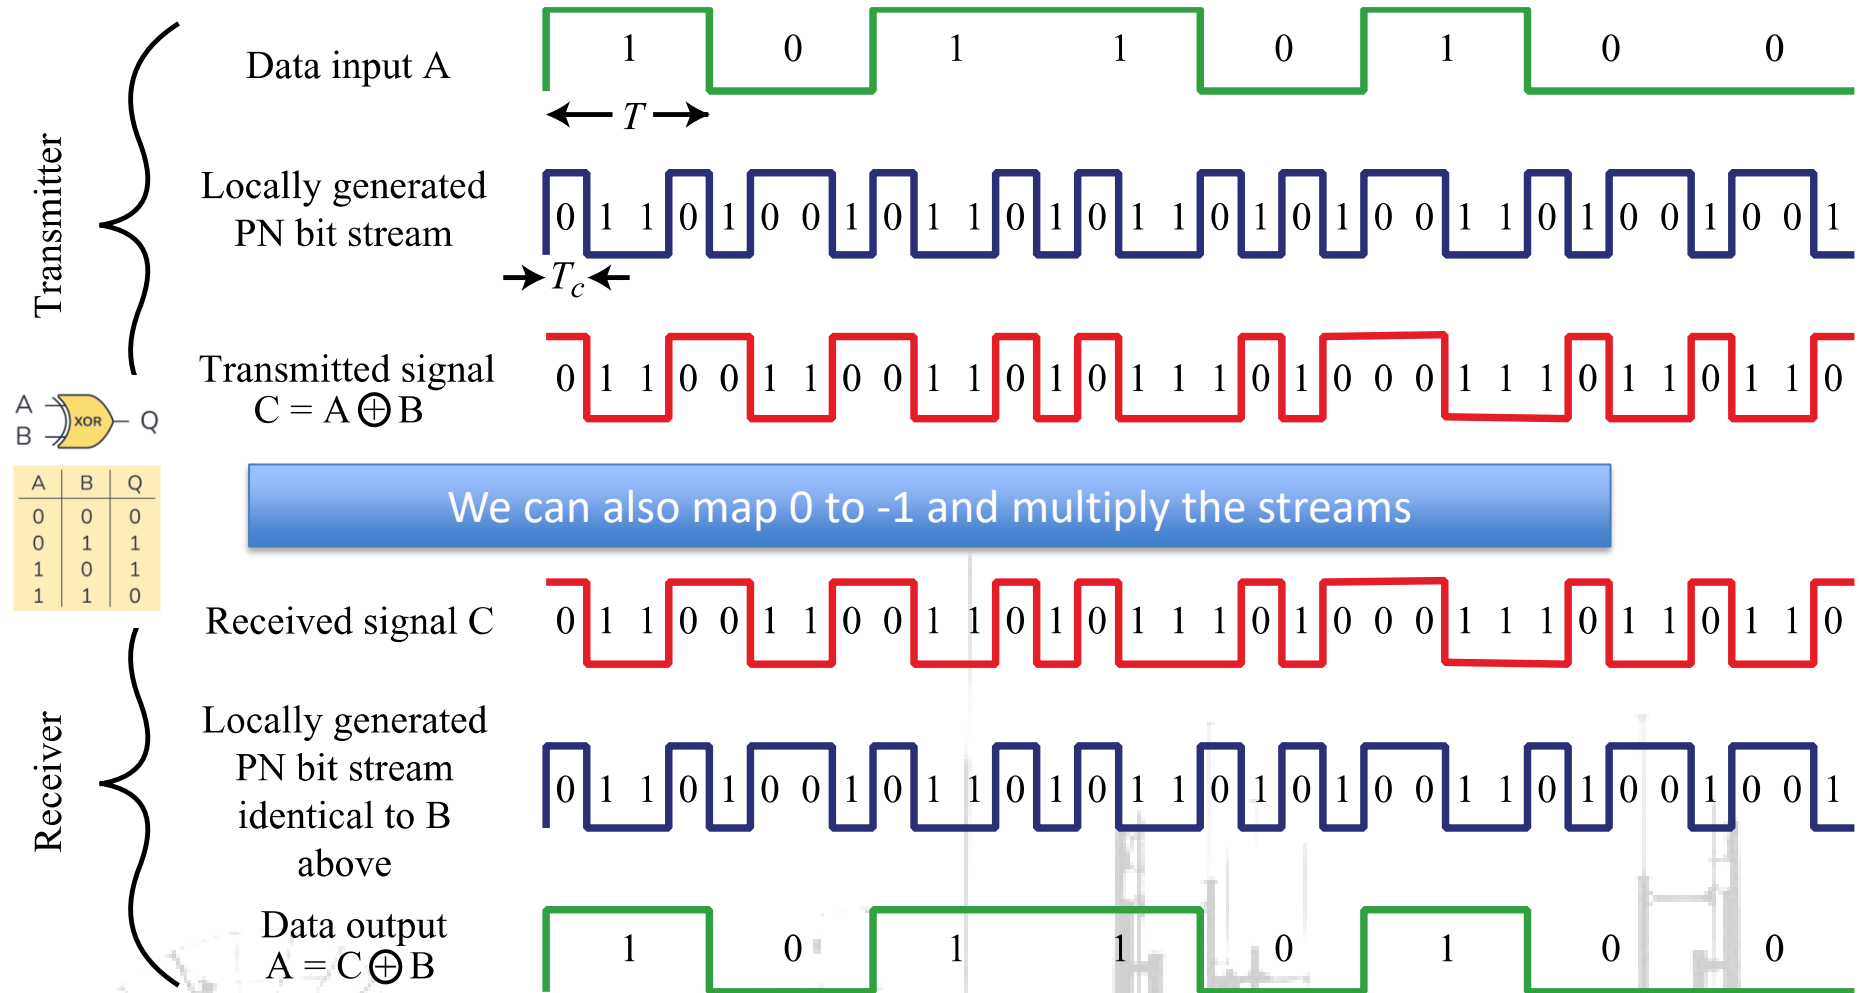 Transmitter
Data input A
1 0 1 1 0 1 0 0
T
Locally generated
PN bit stream
0 1 1 0 1 0 0 1 0 1 1 0 1 0 1 1 0 1 0 1 0 0 1 1 0 1 0 0 1 0 0 1
Tc
Transmitted signal
C = A ⊕ B
0 1 1 0 0 1 1 0 0 1 1 0 1 0 1 1 1 0 1 0 0 0 1 1 1 0 1 1 0 1 1 0
A
B
XOR
Q
A B Q
0 0 0
0 1 1
1 0 1
1 1 0
We can also map 0 to -1 and multiply the streams
Receiver
Received signal C
0 1 1 0 0 1 1 0 0 1 1 0 1 0 1 1 1 0 1 0 0 0 1 1 1 0 1 1 0 1 1 0
Locally generated
PN bit stream
identical to B
above
0 1 1 0 1 0 0 1 0 1 1 0 1 0 1 1 0 1 0 1 0 0 1 1 0 1 0 0 1 0 0 1
Data output
A = C ⊕ B
1 0 1 1 0 1 0 0